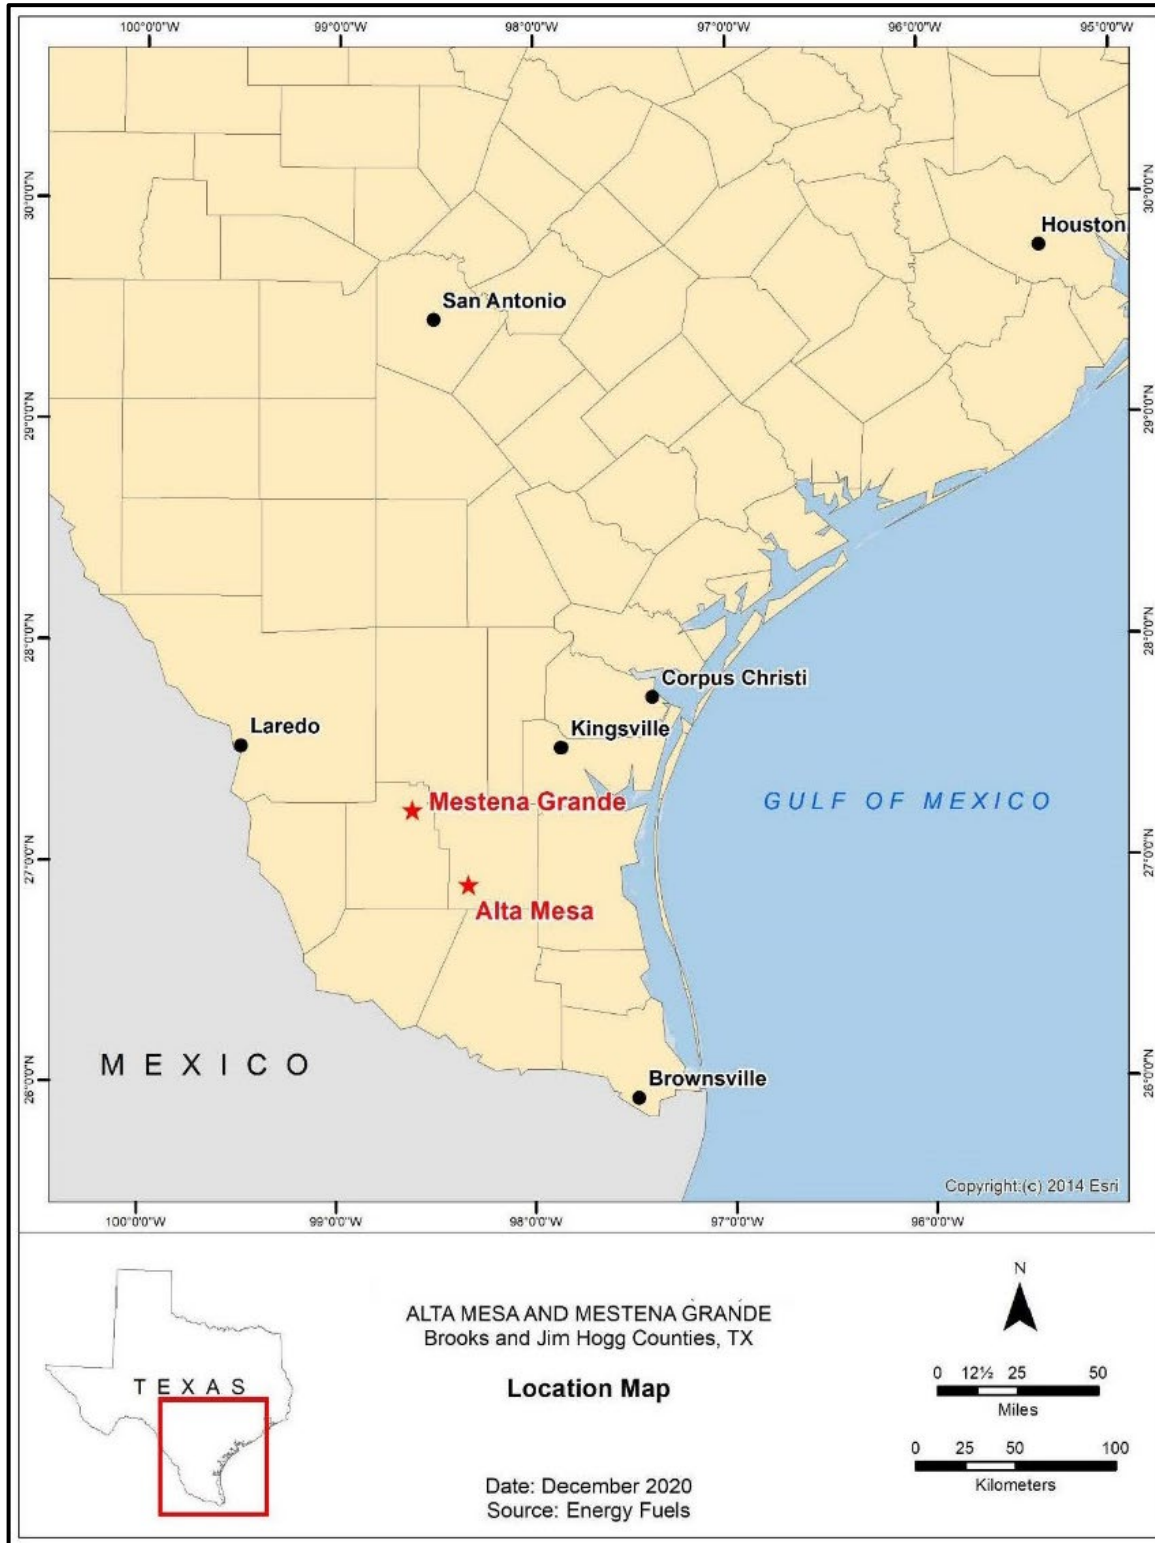 100°0'0"W 99°0'0"W 98°0'0"W 97°0'0"W 96°0'0"W 95°0'0"W
30°0'0"N
30°0'0"N
Houston
San Antonio
29°0'0"N
29°0'0"N
28°0'0"N
28°0'0"N
Corpus Christi
Laredo
Kingsville
Mestena Grande
GULF OF MEXICO
27°0'0"N
27°0'0"N
Alta Mesa
MEXICO
26°0'0"N
26°0'0"N
Brownsville
Copyright:(c) 2014 Esri
100°0'0"W 99°0'0"W 98°0'0"W 97°0'0"W 96°0'0"W
TEXAS
ALTA MESA AND MESTENA GRANDE
Brooks and Jim Hogg Counties, TX
Location Map
Date: December 2020
Source: Energy Fuels
N
0 12½ 25 50
Miles
0 25 50 100
Kilometers